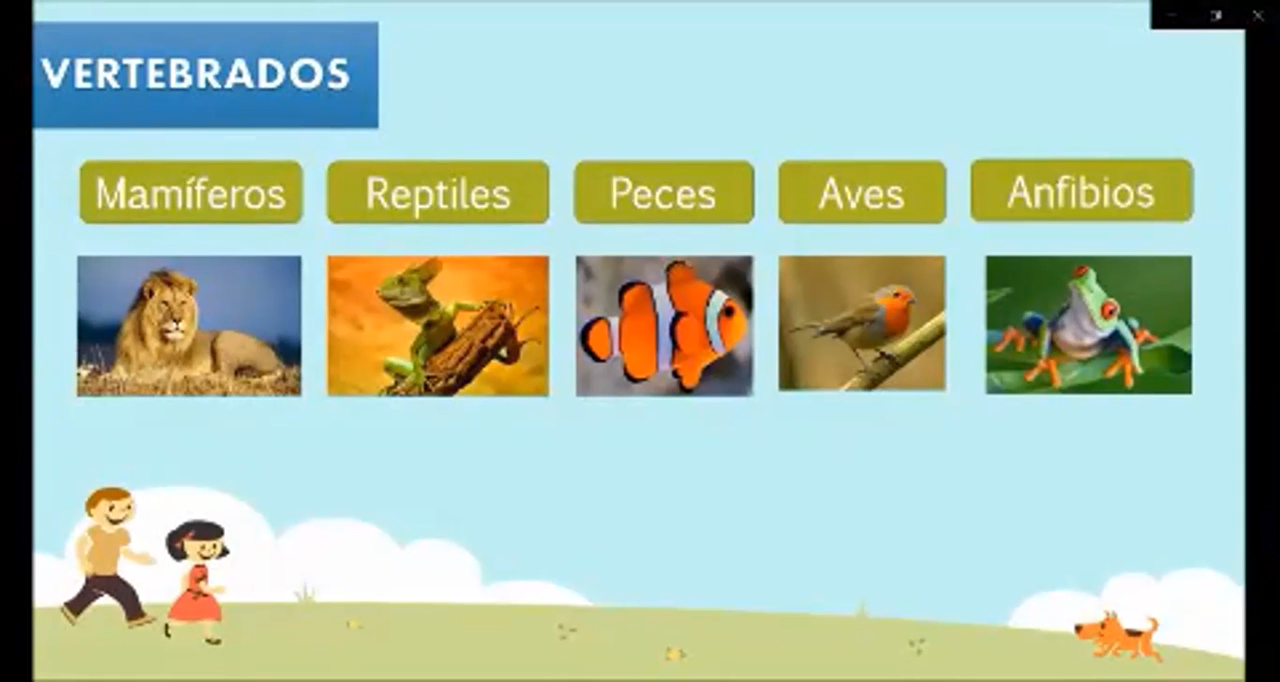 VERTEBRADOS
Mamíferos
Reptiles
Peces
Aves
Anfibios